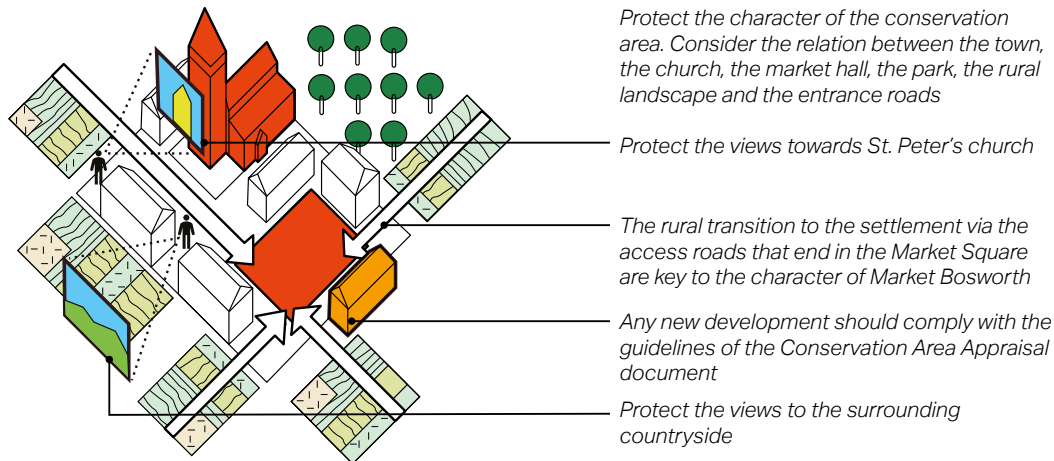 Protect the character of the conservation
area. Consider the relation between the town,
the church, the market hall, the park, the rural
landscape and the entrance roads
Protect the views towards St. Peter's church
The rural transition to the settlement via the
access roads that end in the Market Square
are key to the character of Market Bosworth
Any new development should comply with the
guidelines of the Conservation Area Appraisal
document
Protect the views to the surrounding
countryside